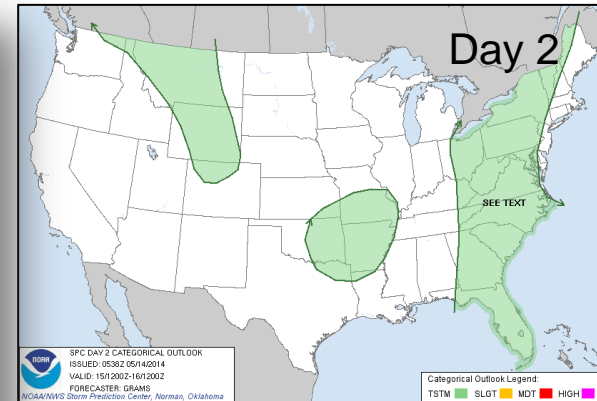 Day 2
SEE TEXT
NOAA
SPC DAY 2 CATEGORICAL OUTLOOK
ISSUED: 0538Z 05/14/2014
VALID: 15/1200Z-16/1200Z
FORECASTER: GRAMS
NOAA/NWS Storm Prediction Center, Norman, Oklahoma
Categorical Outlook Legend:
TSTM SLGT MDT HIGH